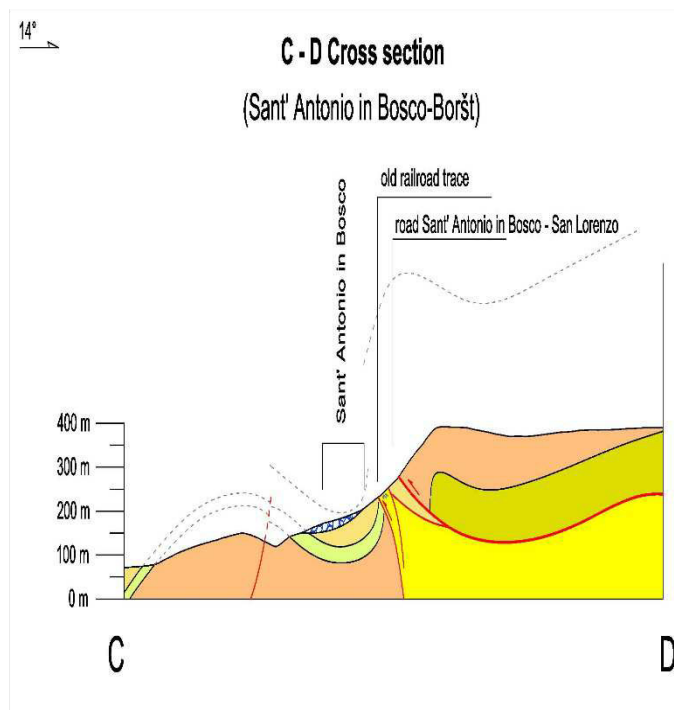 14°
C - D Cross section
(Sant' Antonio in Bosco-Boršt)
old railroad trace
road Sant' Antonio in Bosco - San Lorenzo
Sant' Antonio in Bosco
400 m
300 m
200 m
100 m
0 m
C
D